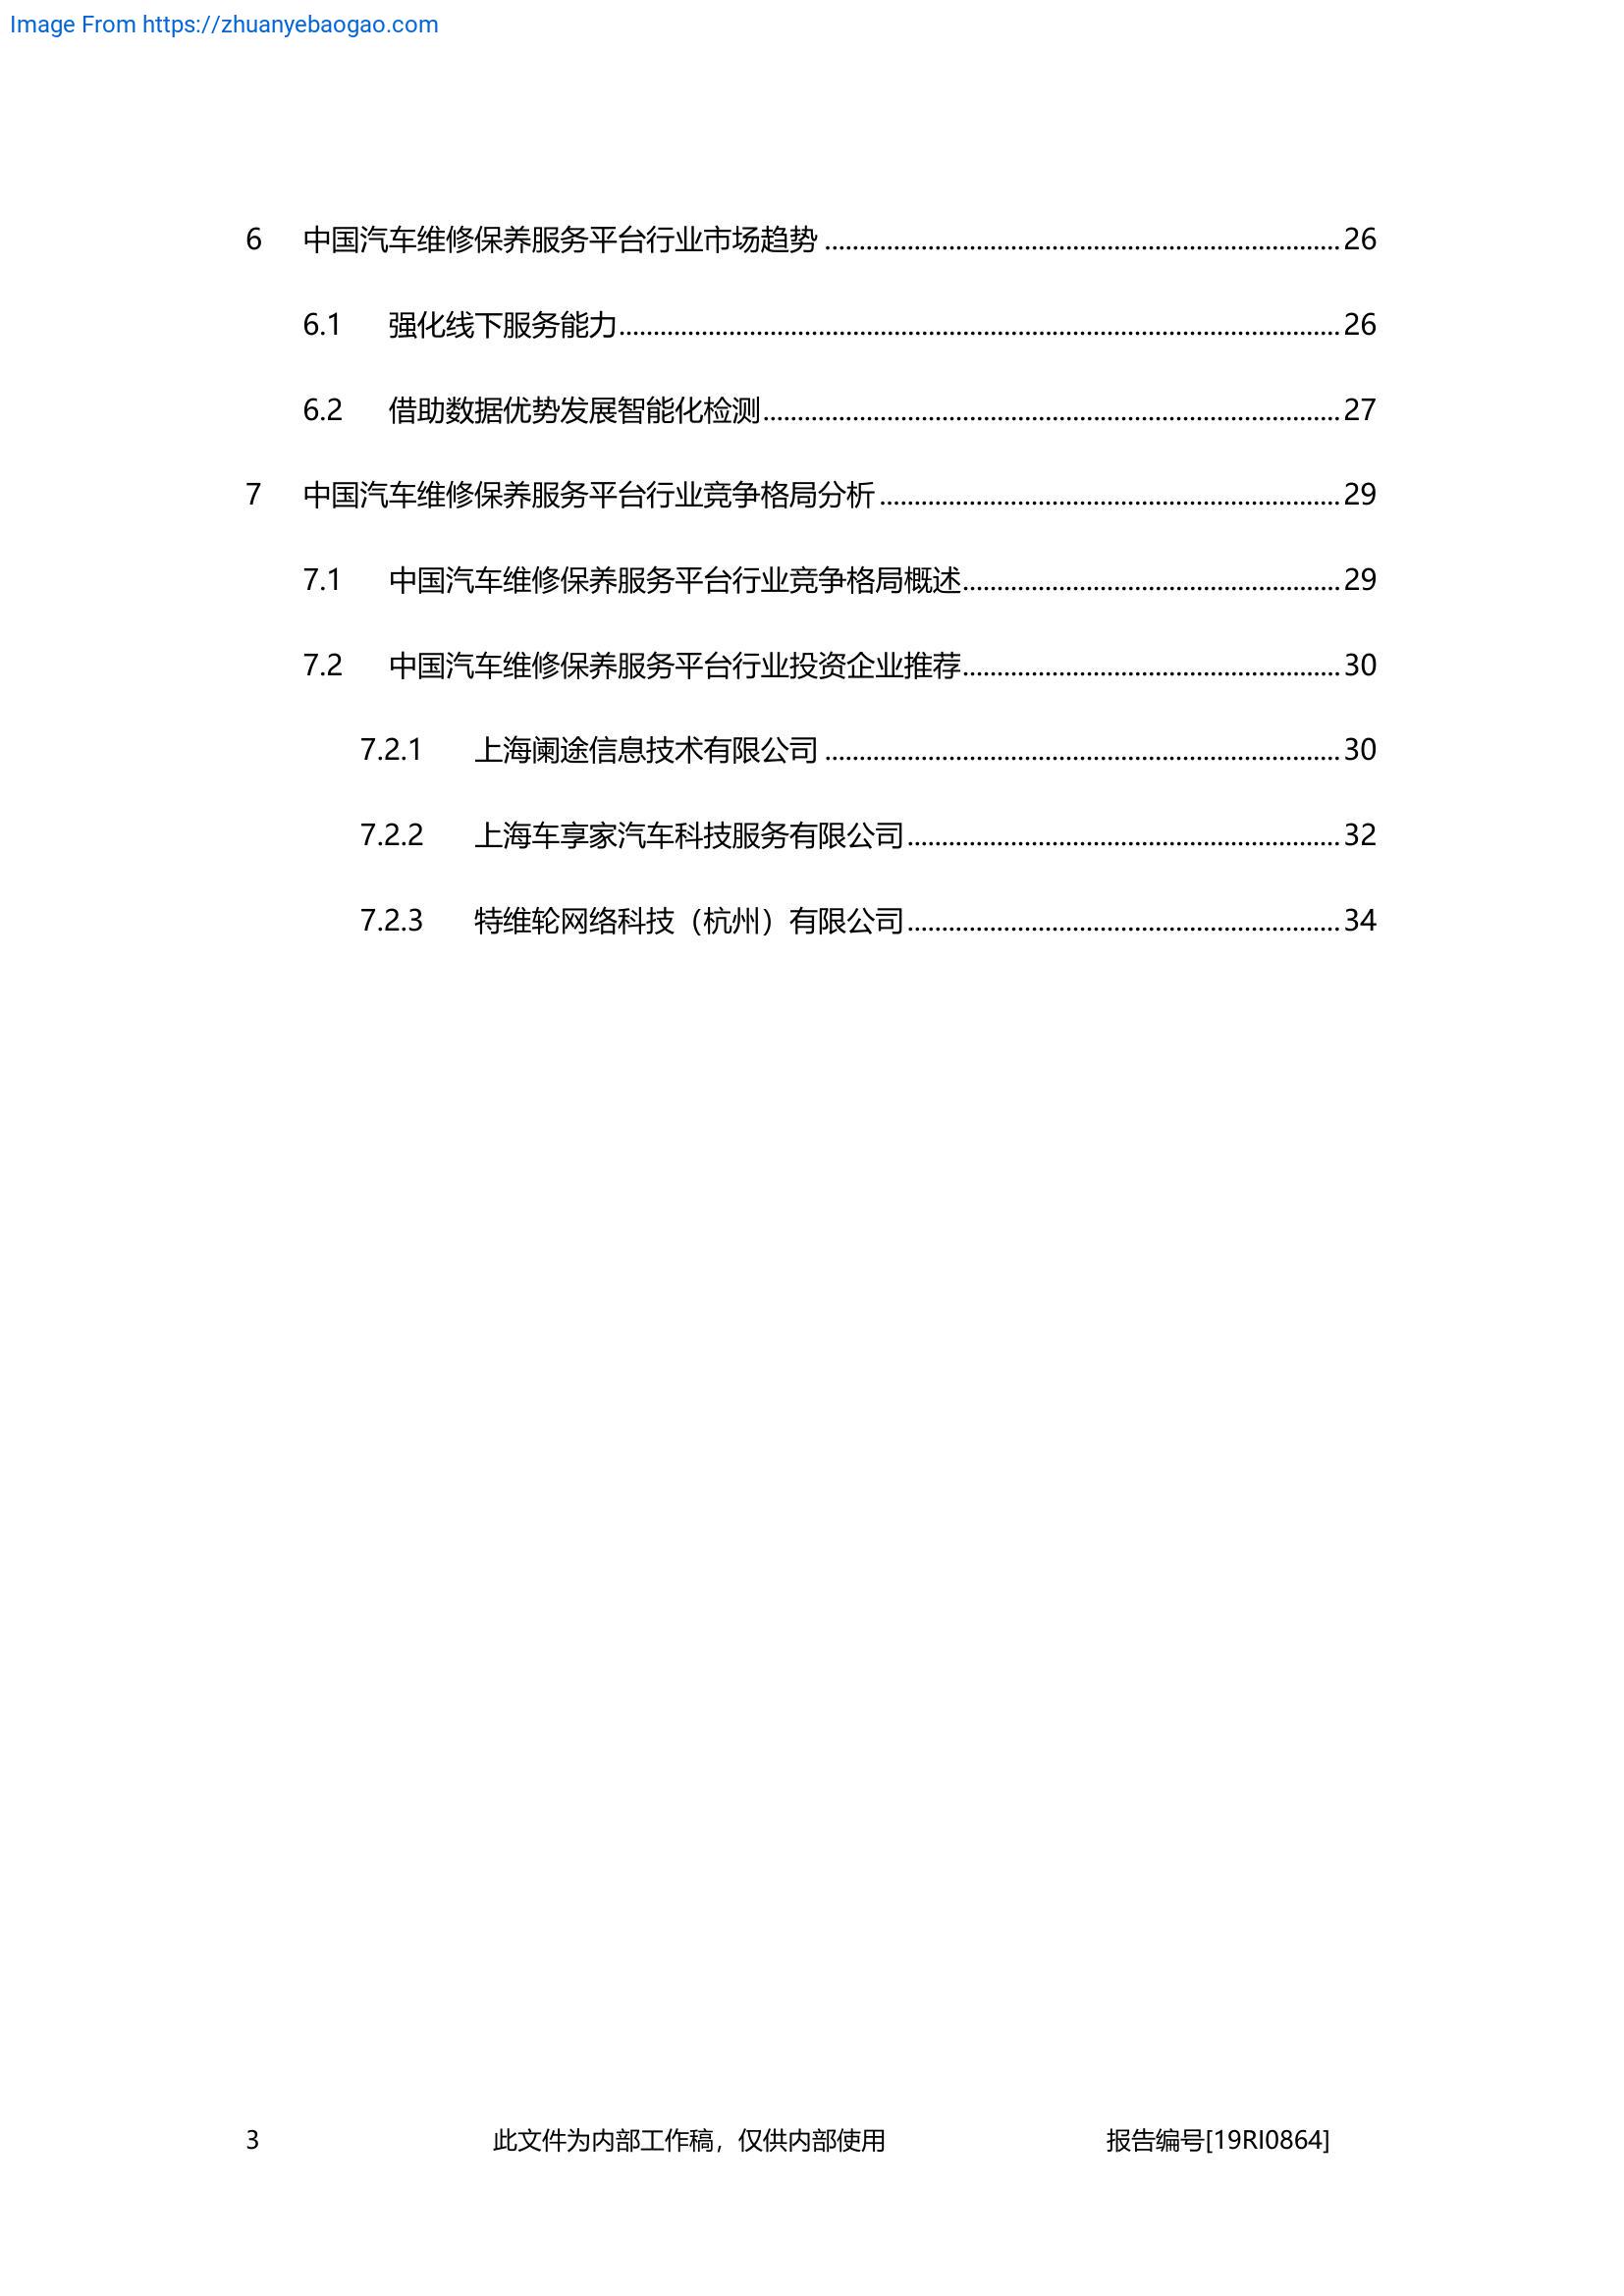 Image From https://zhuanyebaogao.com
6 中国汽车维修保养服务平台行业市场趋势 ........................................ 26
6.1 强化线下服务能力 ........................................ 26
6.2 借助数据优势发展智能化检测 ........................................ 27
7 中国汽车维修保养服务平台行业竞争格局分析 ........................................ 29
7.1 中国汽车维修保养服务平台行业竞争格局概述 ........................................ 29
7.2 中国汽车维修保养服务平台行业投资企业推荐 ........................................ 30
7.2.1 上海阑途信息技术有限公司 ........................................ 30
7.2.2 上海车享家汽车科技服务有限公司 ........................................ 32
7.2.3 特维轮网络科技（杭州）有限公司 ........................................ 34
3 此文件为内部工作稿，仅供内部使用 报告编号[19RI0864]